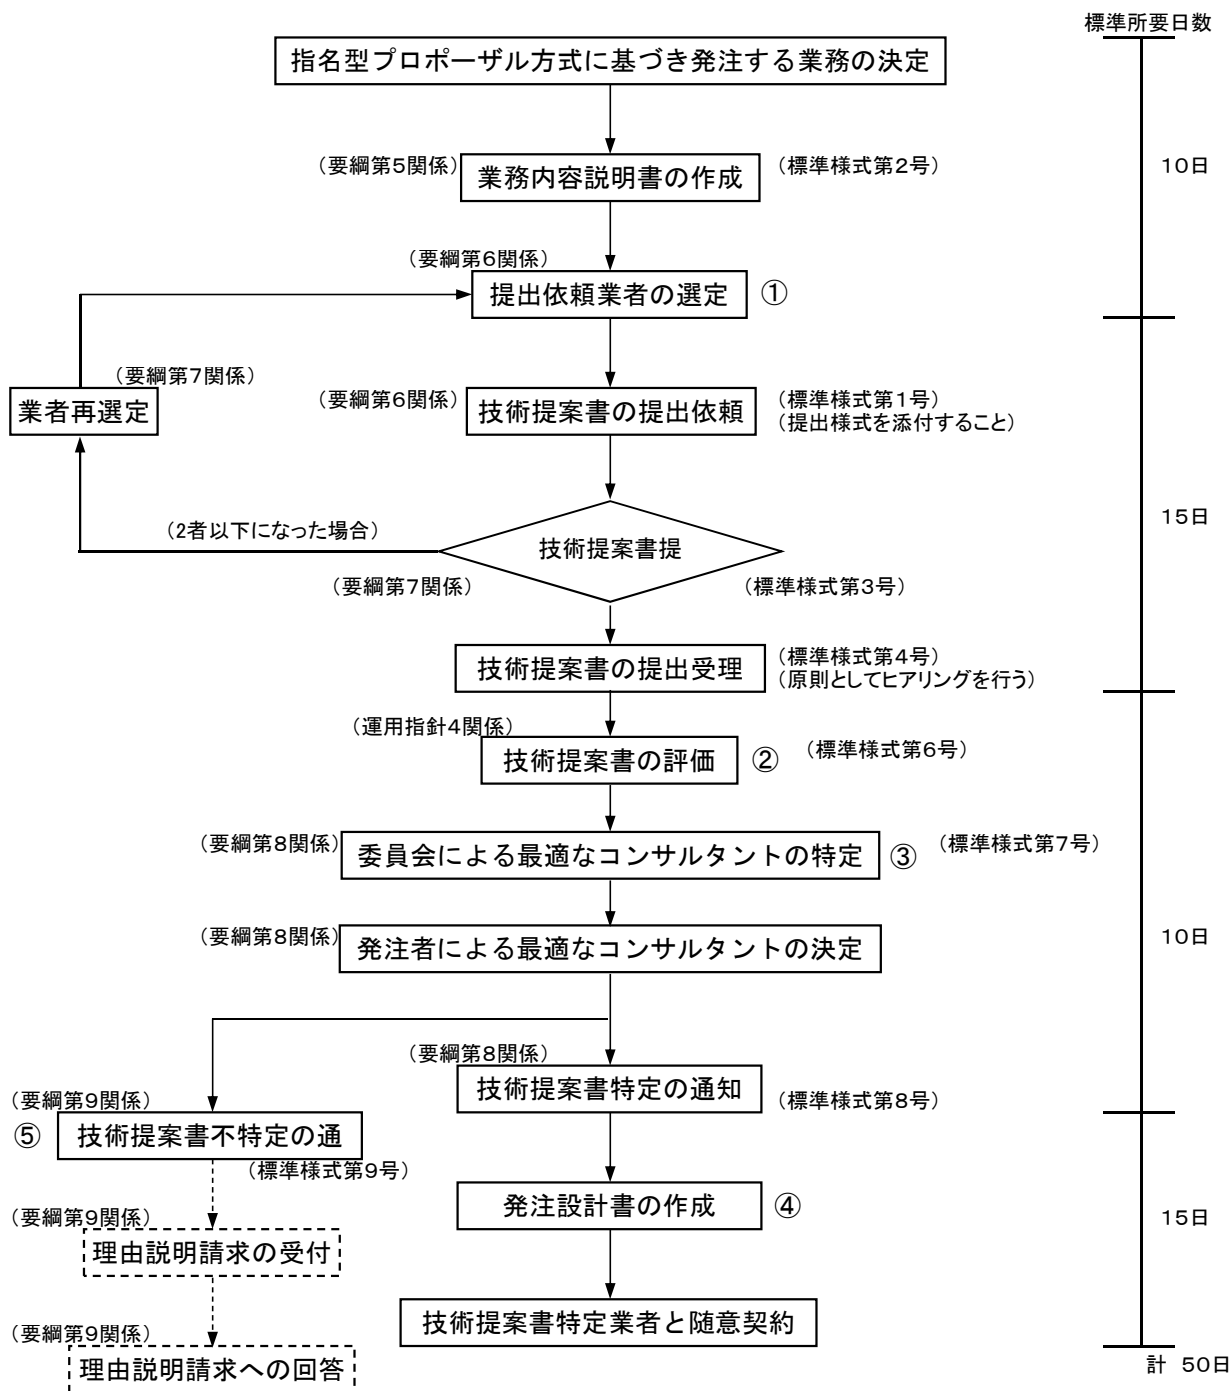 標準所要日数
指名型プロポーザル方式に基づき発注する業務の決定
（要綱第５関係）
業務内容説明書の作成
（標準様式第２号）
１０日
（要綱第６関係）
提出依頼業者の選定
①
（要綱第７関係）
業者再選定
（要綱第６関係）
技術提案書の提出依頼
（標準様式第１号）
（提出様式を添付すること）
１５日
（2者以下になった場合）
技術提案書提
（要綱第７関係）
（標準様式第３号）
技術提案書の提出受理
（標準様式第４号）
（原則としてヒアリングを行う）
（運用指針４関係）
技術提案書の評価
②
（標準様式第６号）
（要綱第８関係）
委員会による最適なコンサルタントの特定
③
（標準様式第７号）
（要綱第８関係）
発注者による最適なコンサルタントの決定
１０日
（要綱第８関係）
技術提案書特定の通知
（標準様式第８号）
（要綱第９関係）
⑤
技術提案書不特定の通
（標準様式第９号）
発注設計書の作成
④
１５日
（要綱第９関係）
理由説明請求の受付
技術提案書特定業者と随意契約
（要綱第９関係）
理由説明請求への回答
計 ５０日